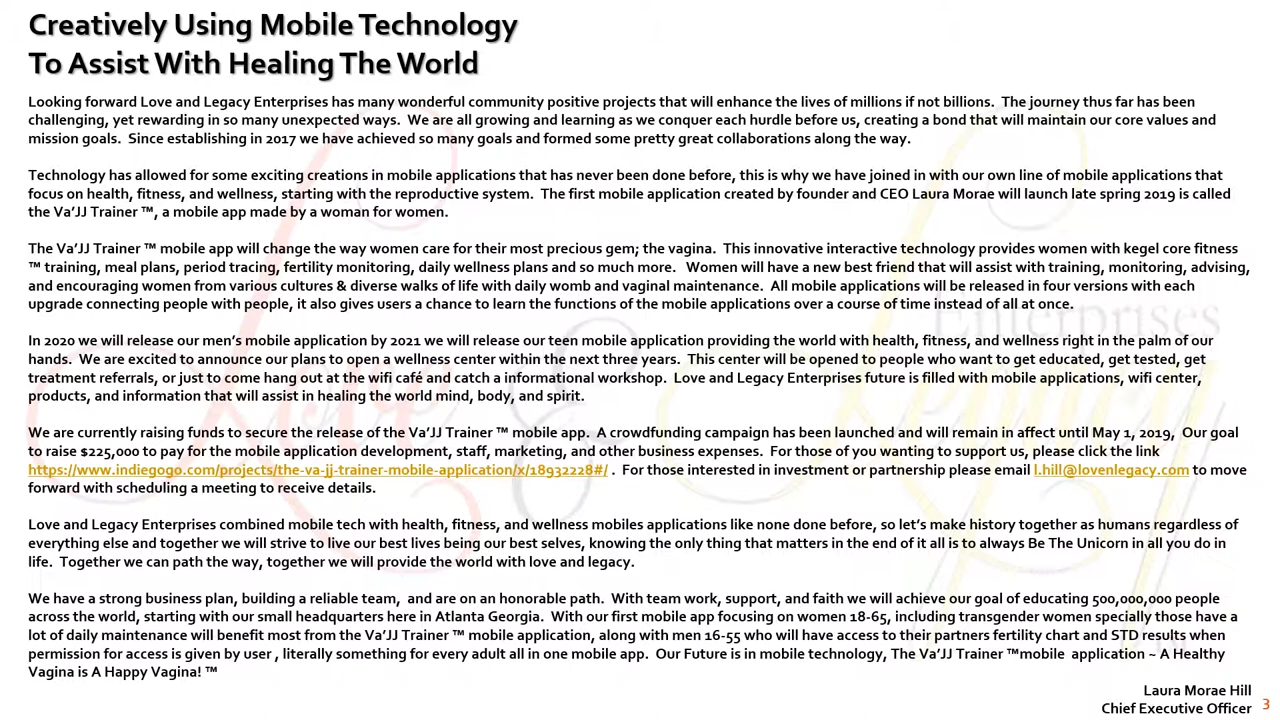 Creatively Using Mobile Technology
To Assist With Healing The World
Looking forward Love and Legacy Enterprises has many wonderful community positive projects that will enhance the lives of millions if not billions.  The journey thus far has been
challenging, yet rewarding in so many unexpected ways.  We are all growing and learning as we conquer each hurdle before us, creating a bond that will maintain our core values and
mission goals.  Since establishing in 2017 we have achieved so many goals and formed some pretty great collaborations along the way.
Technology has allowed for some exciting creations in mobile applications that has never been done before, this is why we have joined in with our own line of mobile applications that
focus on health, fitness, and wellness, starting with the reproductive system.  The first mobile application created by founder and CEO Laura Morae will launch late spring 2019 is called
the Va'JJ Trainer ™, a mobile app made by a woman for women.
The Va'JJ Trainer ™ mobile app will change the way women care for their most precious gem; the vagina.  This innovative interactive technology provides women with kegel core fitness
™ training, meal plans, period tracing, fertility monitoring, daily wellness plans and so much more.   Women will have a new best friend that will assist with training, monitoring, advising,
and encouraging women from various cultures & diverse walks of life with daily womb and vaginal maintenance.  All mobile applications will be released in four versions with each
upgrade connecting people with people, it also gives users a chance to learn the functions of the mobile applications over a course of time instead of all at once.
In 2020 we will release our men's mobile application by 2021 we will release our teen mobile application providing the world with health, fitness, and wellness right in the palm of our
hands.  We are excited to announce our plans to open a wellness center within the next three years.  This center will be opened to people who want to get educated, get tested, get
treatment referrals, or just to come hang out at the wifi café and catch a informational workshop.  Love and Legacy Enterprises future is filled with mobile applications, wifi center,
products, and information that will assist in healing the world mind, body, and spirit.
We are currently raising funds to secure the release of the Va'JJ Trainer ™ mobile app.  A crowdfunding campaign has been launched and will remain in affect until May 1, 2019,  Our goal
to raise $225,000 to pay for the mobile application development, staff, marketing, and other business expenses.  For those of you wanting to support us, please click the link
https://www.indiegogo.com/projects/the-va-jj-trainer-mobile-application/x/18932228#/ .  For those interested in investment or partnership please email l.hill@lovenlegacy.com to move
forward with scheduling a meeting to receive details.
Love and Legacy Enterprises combined mobile tech with health, fitness, and wellness mobiles applications like none done before, so let's make history together as humans regardless of
everything else and together we will strive to live our best lives being our best selves, knowing the only thing that matters in the end of it all is to always Be The Unicorn in all you do in
life.  Together we can path the way, together we will provide the world with love and legacy.
We have a strong business plan, building a reliable team,  and are on an honorable path.  With team work, support, and faith we will achieve our goal of educating 500,000,000 people
across the world, starting with our small headquarters here in Atlanta Georgia.  With our first mobile app focusing on women 18-65, including transgender women specially those have a
lot of daily maintenance will benefit most from the Va'JJ Trainer ™ mobile application, along with men 16-55 who will have access to their partners fertility chart and STD results when
permission for access is given by user , literally something for every adult all in one mobile app.  Our Future is in mobile technology, The Va'JJ Trainer ™mobile  application ~ A Healthy
Vagina is A Happy Vagina! ™
Laura Morae Hill
Chief Executive Officer
3
Love & Legacy
Enterprises